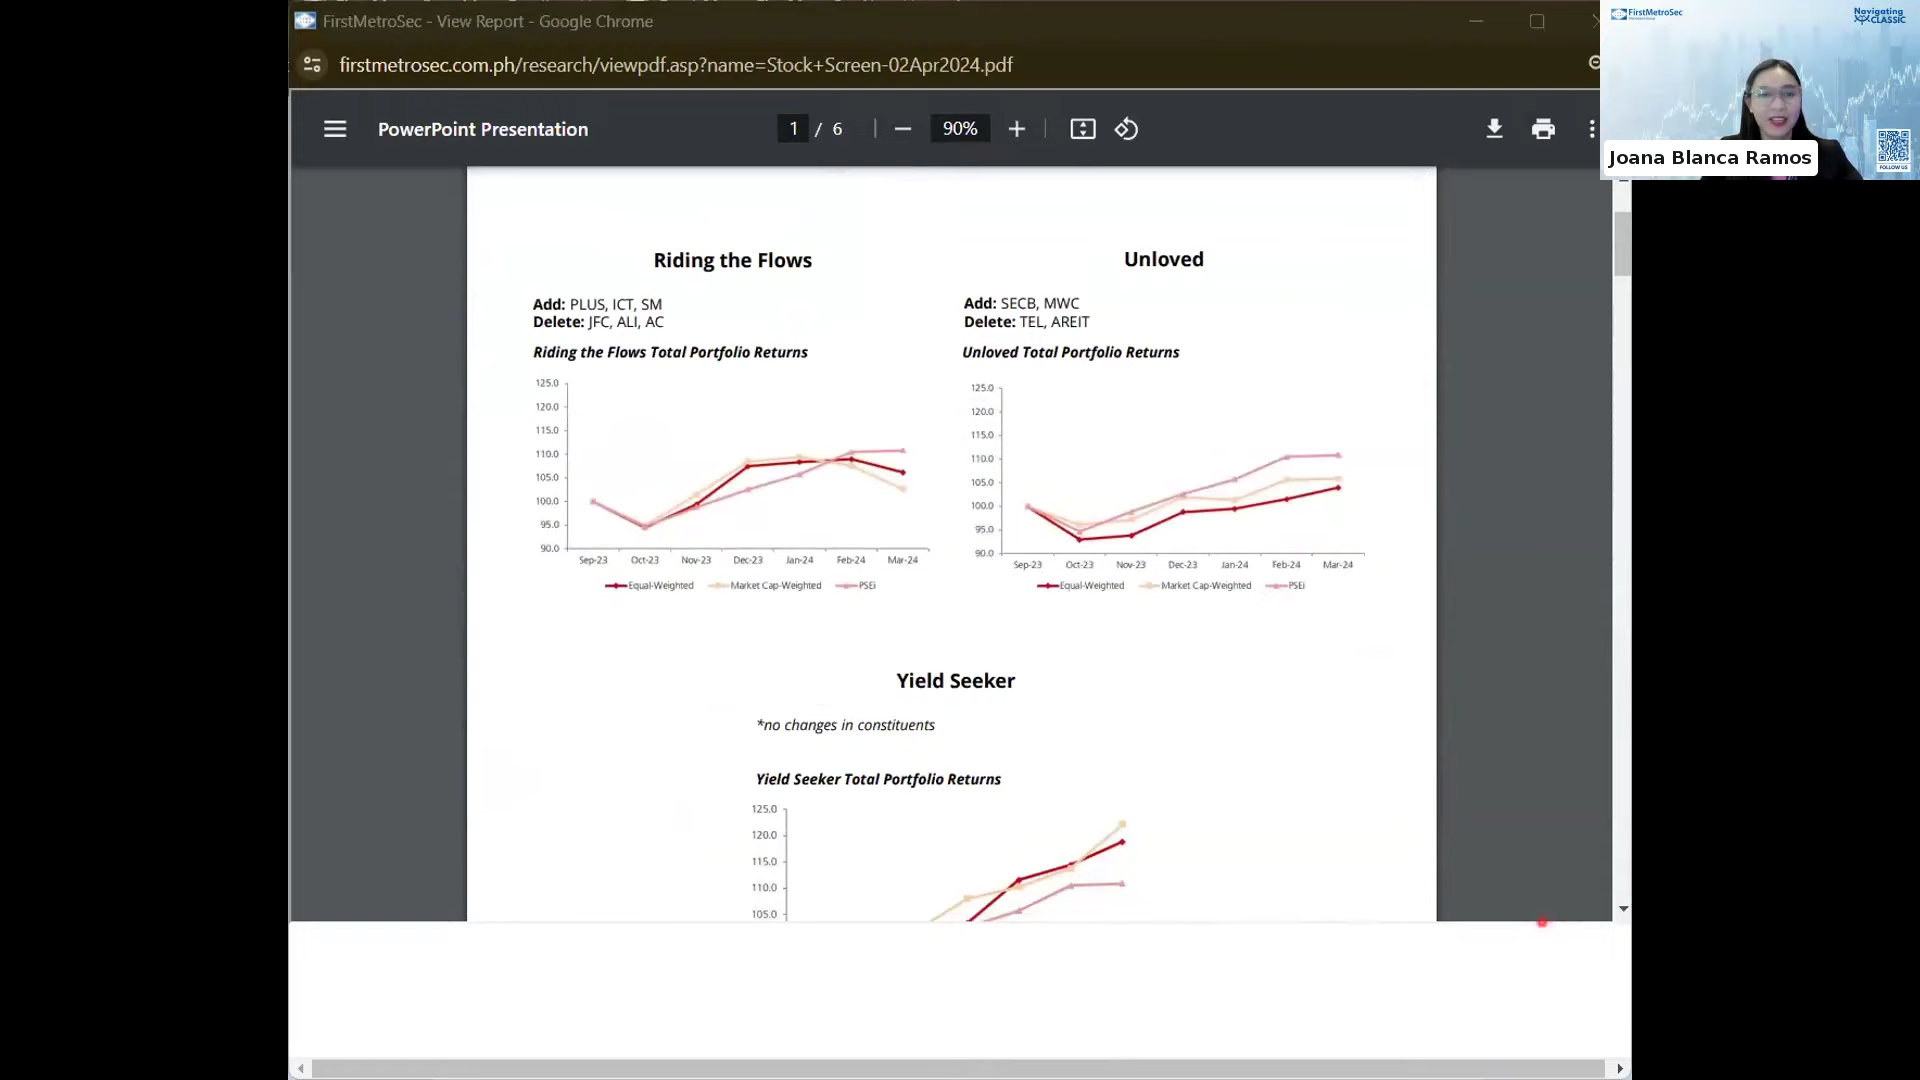 FirstMetroSec - View Report - Google Chrome
firstmetrosec.com.ph/research/viewpdf.asp?name=Stock+Screen-02Apr2024.pdf
PowerPoint Presentation
1 / 6
90%
FirstMetroSec
Navigating
CLASSIC
FOLLOW US
Joana Blanca Ramos
Riding the Flows
Add: PLUS, ICT, SM
Delete: JFC, ALI, AC
Riding the Flows Total Portfolio Returns
125.0
120.0
115.0
110.0
105.0
100.0
95.0
90.0
Sep-23 Oct-23 Nov-23 Dec-23 Jan-24 Feb-24 Mar-24
Equal-Weighted Market Cap-Weighted PSEi
Unloved
Add: SECB, MWC
Delete: TEL, AREIT
Unloved Total Portfolio Returns
125.0
120.0
115.0
110.0
105.0
100.0
95.0
90.0
Sep-23 Oct-23 Nov-23 Dec-23 Jan-24 Feb-24 Mar-24
Equal-Weighted Market Cap-Weighted PSEi
Yield Seeker
*no changes in constituents
Yield Seeker Total Portfolio Returns
125.0
120.0
115.0
110.0
105.0